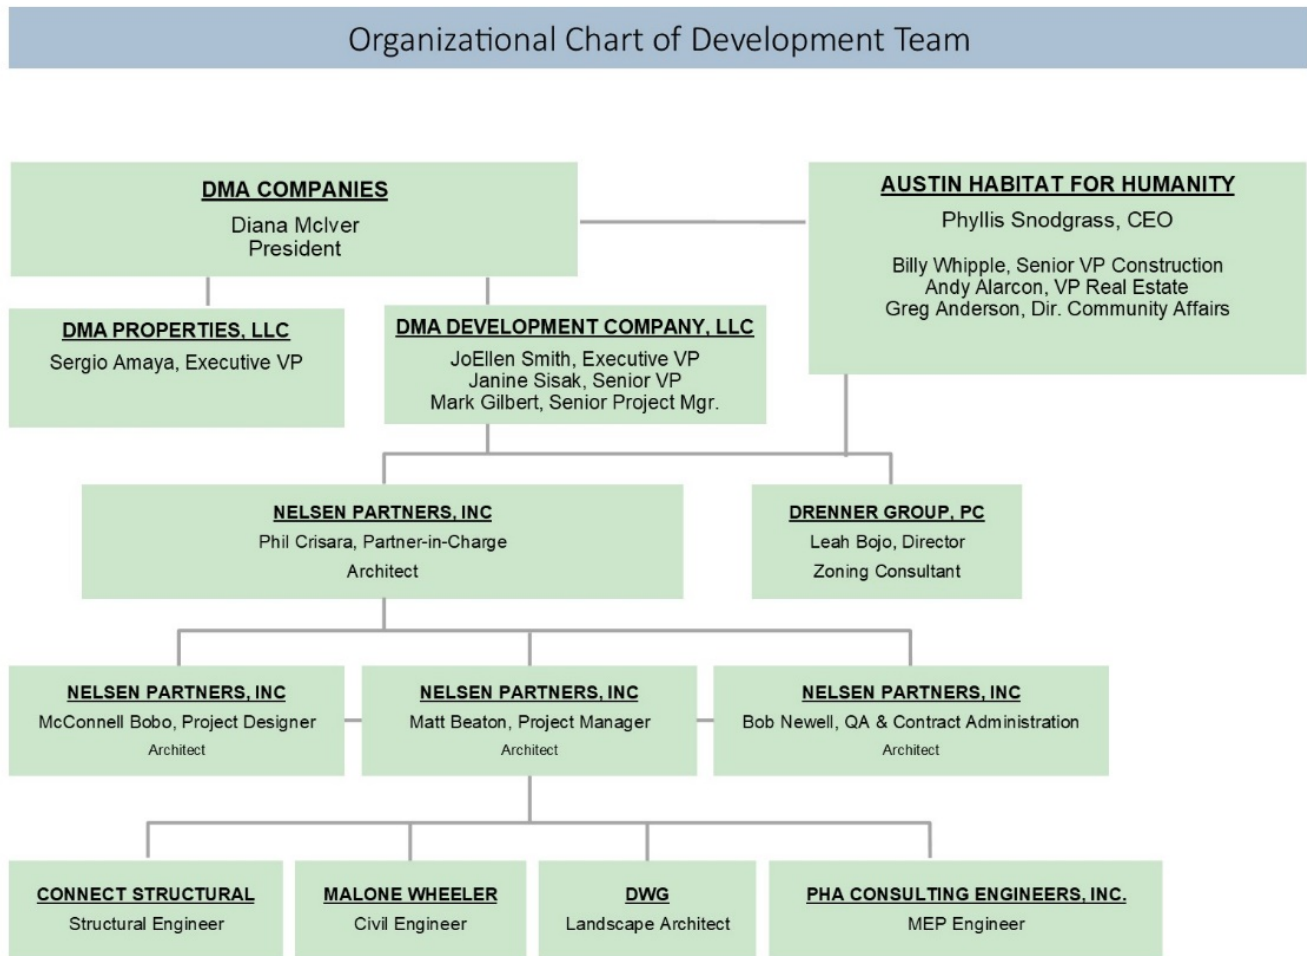 Organizational Chart of Development Team
DMA COMPANIES
Diana McIver
President
AUSTIN HABITAT FOR HUMANITY
Phyllis Snodgrass, CEO
Billy Whipple, Senior VP Construction
Andy Alarcon, VP Real Estate
Greg Anderson, Dir. Community Affairs
DMA PROPERTIES, LLC
Sergio Amaya, Executive VP
DMA DEVELOPMENT COMPANY, LLC
JoEllen Smith, Executive VP
Janine Sisak, Senior VP
Mark Gilbert, Senior Project Mgr.
NELSEN PARTNERS, INC
Phil Crisara, Partner-in-Charge
Architect
DRENNER GROUP, PC
Leah Bojo, Director
Zoning Consultant
NELSEN PARTNERS, INC
McConnell Bobo, Project Designer
Architect
NELSEN PARTNERS, INC
Matt Beaton, Project Manager
Architect
NELSEN PARTNERS, INC
Bob Newell, QA & Contract Administration
Architect
CONNECT STRUCTURAL
Structural Engineer
MALONE WHEELER
Civil Engineer
DWG
Landscape Architect
PHA CONSULTING ENGINEERS, INC.
MEP Engineer